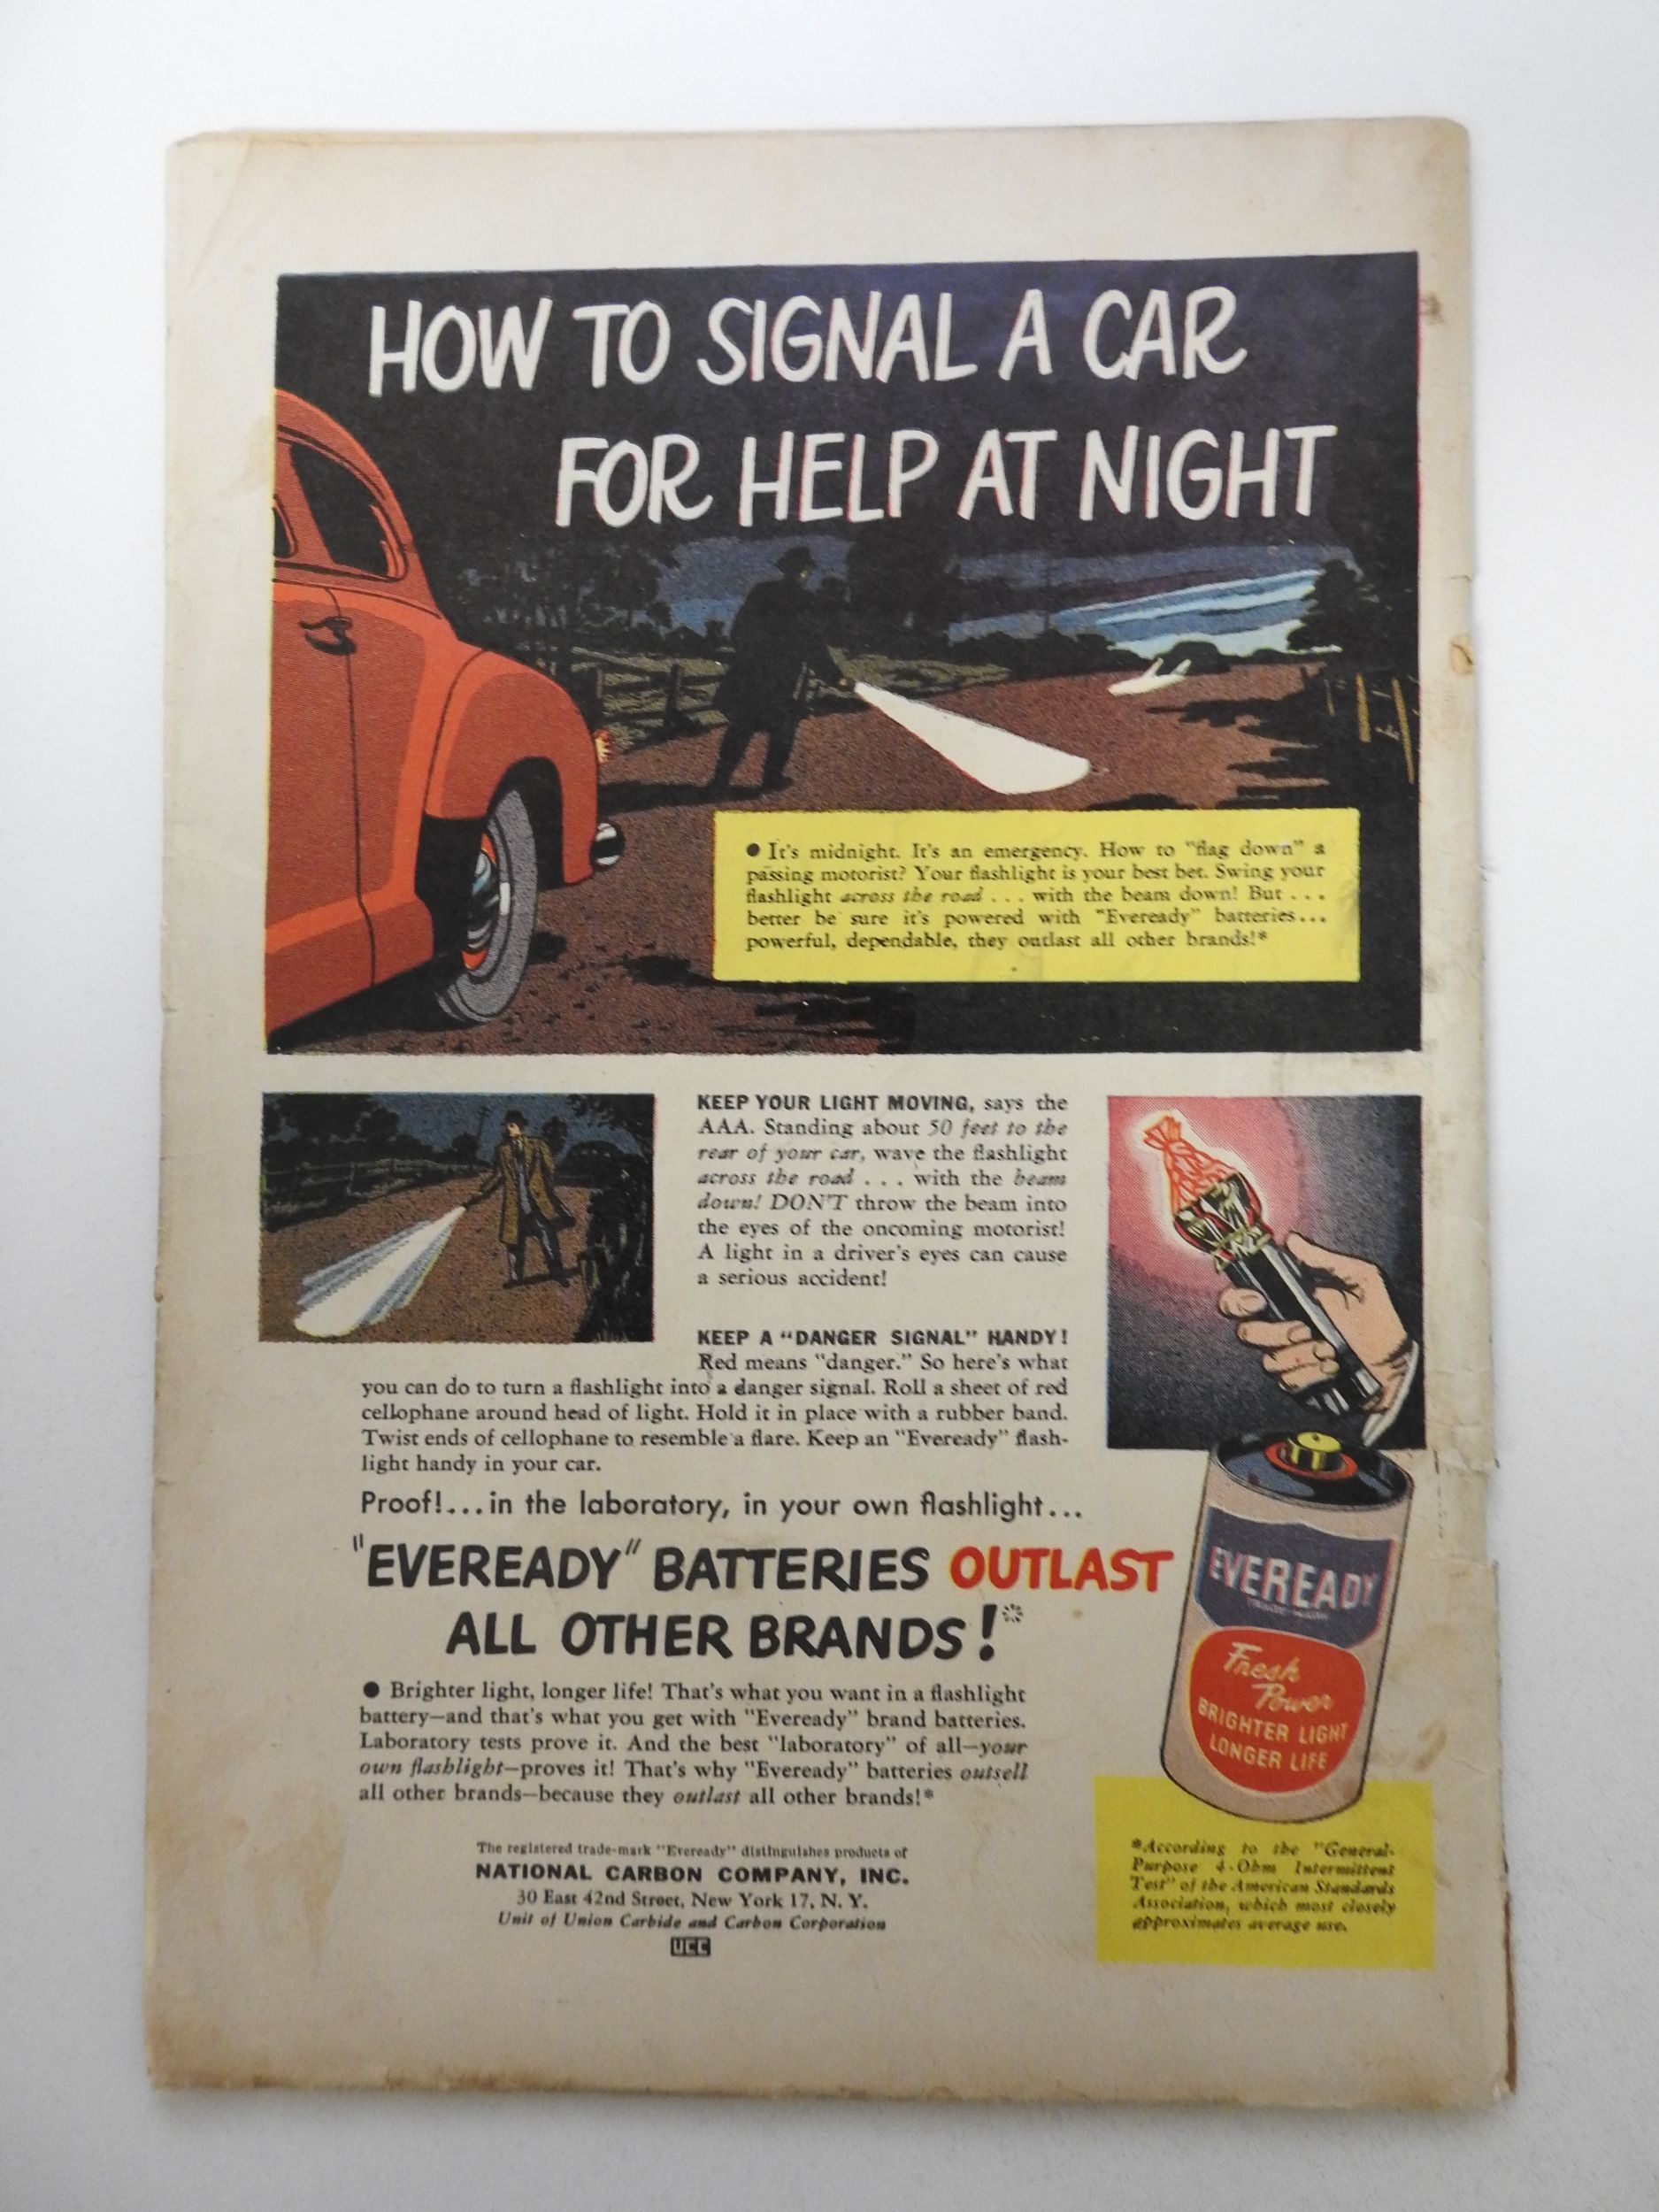 HOW TO SIGNAL A CAR
FOR HELP AT NIGHT
● It's midnight. It's an emergency. How to "flag down" a
passing motorist? Your flashlight is your best bet. Swing your
flashlight across the road . . . with the beam down! But . . .
better be sure it's powered with "Eveready" batteries...
powerful, dependable, they outlast all other brands!*
KEEP YOUR LIGHT MOVING, says the
AAA. Standing about 50 feet to the
rear of your car, wave the flashlight
across the road . . . with the beam
down! DON'T throw the beam into
the eyes of the oncoming motorist!
A light in a driver's eyes can cause
a serious accident!
KEEP A "DANGER SIGNAL" HANDY!
Red means "danger." So here's what
you can do to turn a flashlight into a danger signal. Roll a sheet of red
cellophane around head of light. Hold it in place with a rubber band.
Twist ends of cellophane to resemble a flare. Keep an "Eveready" flash-
light handy in your car.
Proof!...in the laboratory, in your own flashlight...
"EVEREADY" BATTERIES OUTLAST
ALL OTHER BRANDS!*
● Brighter light, longer life! That's what you want in a flashlight
battery—and that's what you get with "Eveready" brand batteries.
Laboratory tests prove it. And the best "laboratory" of all—your
own flashlight—proves it! That's why "Eveready" batteries outsell
all other brands—because they outlast all other brands!*
The registered trade-mark "Eveready" distinguishes products of
NATIONAL CARBON COMPANY, INC.
30 East 42nd Street, New York 17, N. Y.
Unit of Union Carbide and Carbon Corporation
UCC
EVEREADY
TRADE-MARK
Fresh
Power
BRIGHTER LIGHT
LONGER LIFE
*According to the "General-
Purpose 4-Ohm Intermittent
Test" of the American Standards
Association, which most closely
approximates average use.